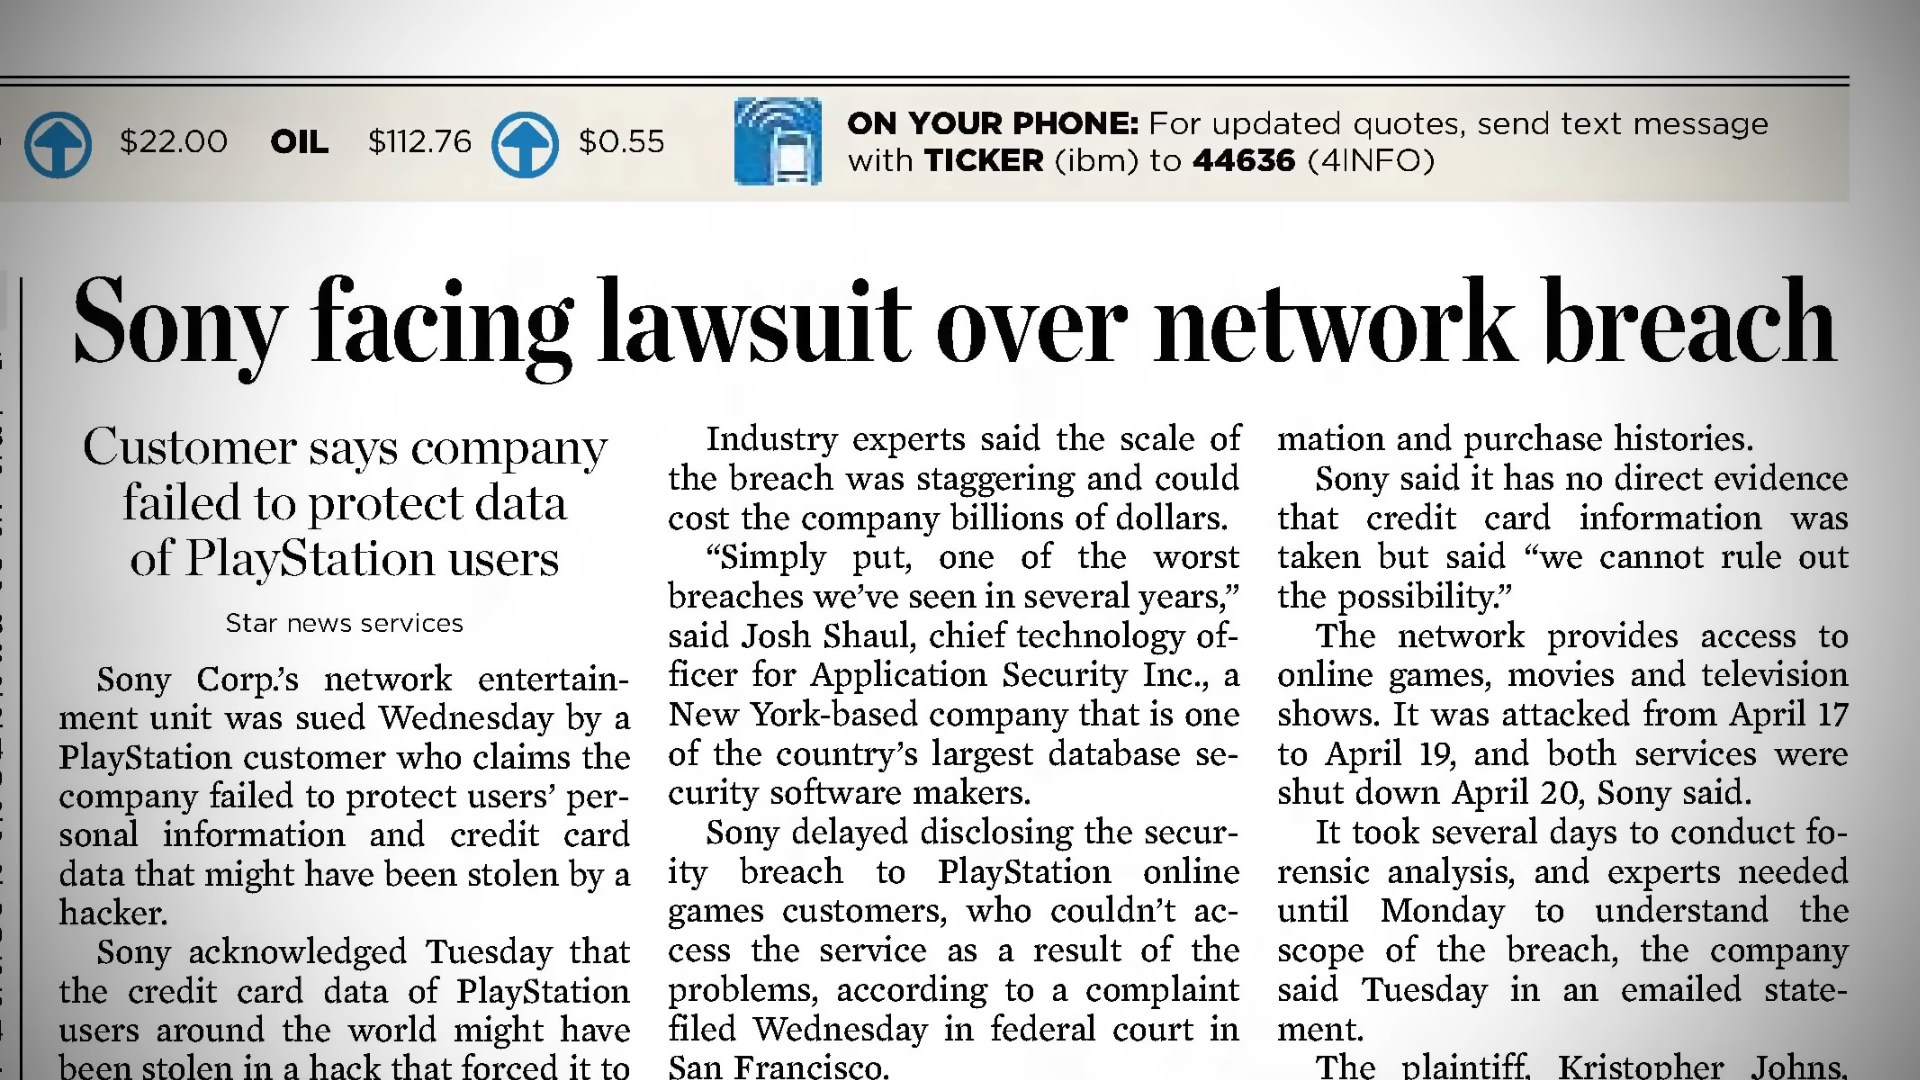 $22.00 OIL $112.76 $0.55
ON YOUR PHONE: For updated quotes, send text message
with TICKER (ibm) to 44636 (4INFO)
Sony facing lawsuit over network breach
Customer says company
failed to protect data
of PlayStation users
Star news services
Sony Corp.’s network entertain-
ment unit was sued Wednesday by a
PlayStation customer who claims the
company failed to protect users’ per-
sonal information and credit card
data that might have been stolen by a
hacker.
Sony acknowledged Tuesday that
the credit card data of PlayStation
users around the world might have
been stolen in a hack that forced it to
Industry experts said the scale of
the breach was staggering and could
cost the company billions of dollars.
“Simply put, one of the worst
breaches we’ve seen in several years,”
said Josh Shaul, chief technology of-
ficer for Application Security Inc., a
New York-based company that is one
of the country’s largest database se-
curity software makers.
Sony delayed disclosing the secur-
ity breach to PlayStation online
games customers, who couldn’t ac-
cess the service as a result of the
problems, according to a complaint
filed Wednesday in federal court in
San Francisco.
mation and purchase histories.
Sony said it has no direct evidence
that credit card information was
taken but said “we cannot rule out
the possibility.”
The network provides access to
online games, movies and television
shows. It was attacked from April 17
to April 19, and both services were
shut down April 20, Sony said.
It took several days to conduct fo-
rensic analysis, and experts needed
until Monday to understand the
scope of the breach, the company
said Tuesday in an emailed state-
ment.
The plaintiff, Kristopher Johns,